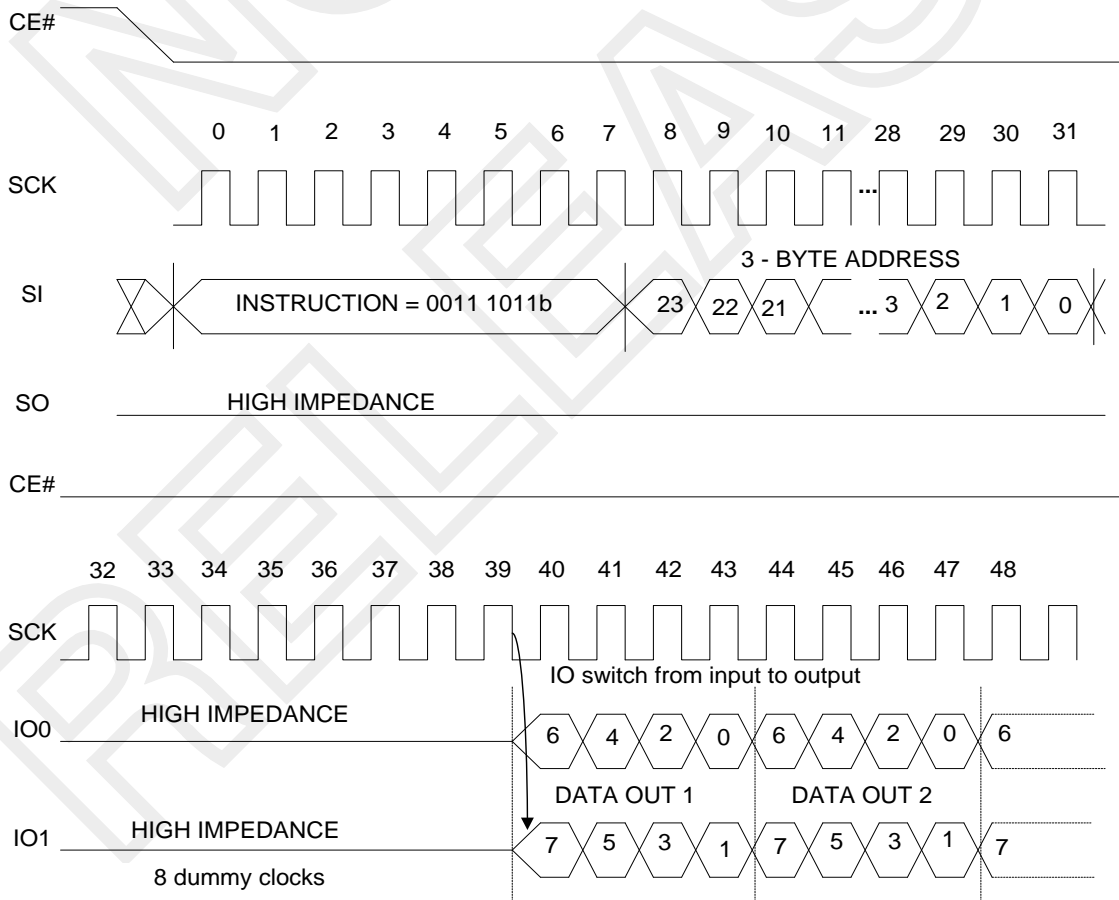 CE#
0 1 2 3 4 5 6 7 8 9 10 11 28 29 30 31
SCK ...
3 - BYTE ADDRESS
SI INSTRUCTION = 0011 1011b 23 22 21 ... 3 2 1 0
SO HIGH IMPEDANCE
CE#
32 33 34 35 36 37 38 39 40 41 42 43 44 45 46 47 48
SCK
IO switch from input to output
IO0 HIGH IMPEDANCE 6 4 2 0 6 4 2 0 6
DATA OUT 1 DATA OUT 2
IO1 HIGH IMPEDANCE 7 5 3 1 7 5 3 1 7
8 dummy clocks